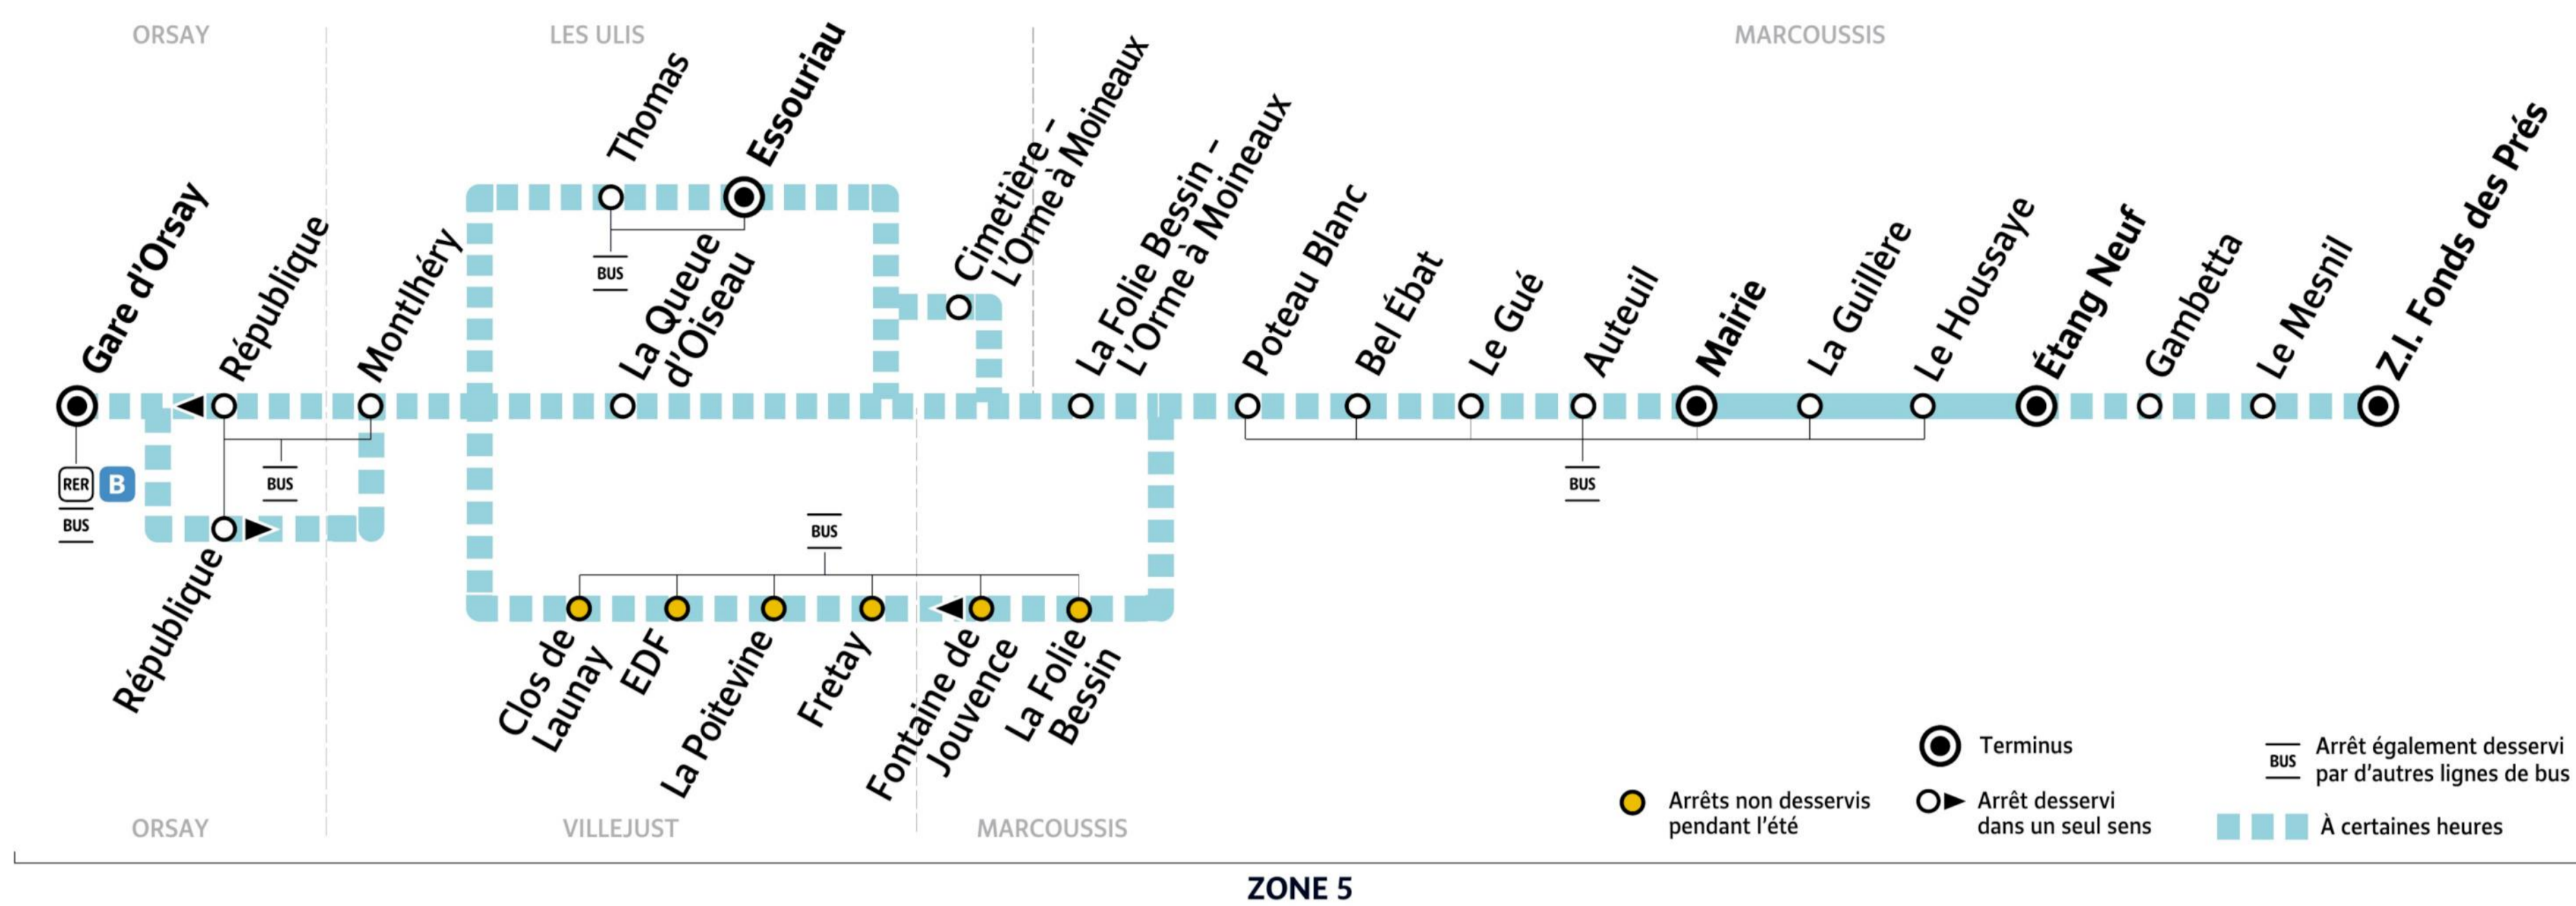 ORSAY
LES ULIS
MARCOUSSIS
Gare d'Orsay
République
Montlhéry
Thomas
Essouriau
La Queue
d'Oiseau
Cimetière –
L'Orme à Moineaux
La Folie Bessin –
L'Orme à Moineaux
Poteau Blanc
Bel Ébat
Le Gué
Auteuil
Mairie
La Guillère
Le Houssaye
Étang Neuf
Gambetta
Le Mesnil
Z.I. Fonds des Prés
BUS
RER B
BUS
BUS
BUS
BUS
République
Clos de
Launay
EDF
La Poitevine
Fretay
Fontaine de
Jouvence
La Folie
Bessin
ORSAY
VILLEJUST
MARCOUSSIS
Arrêts non desservis
pendant l'été
Terminus
Arrêt desservi
dans un seul sens
BUS
Arrêt également desservi
par d'autres lignes de bus
À certaines heures
ZONE 5